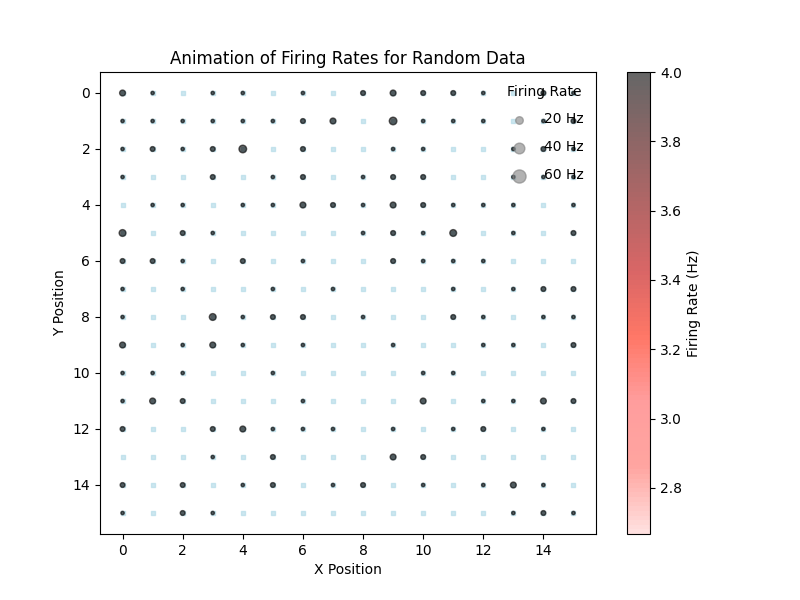 Animation of Firing Rates for Random Data
Firing Rate
20 Hz
40 Hz
60 Hz
0
2
4
6
8
10
12
14
Y Position
0
2
4
6
8
10
12
14
X Position
4.0
3.8
3.6
3.4
3.2
3.0
2.8
Firing Rate (Hz)